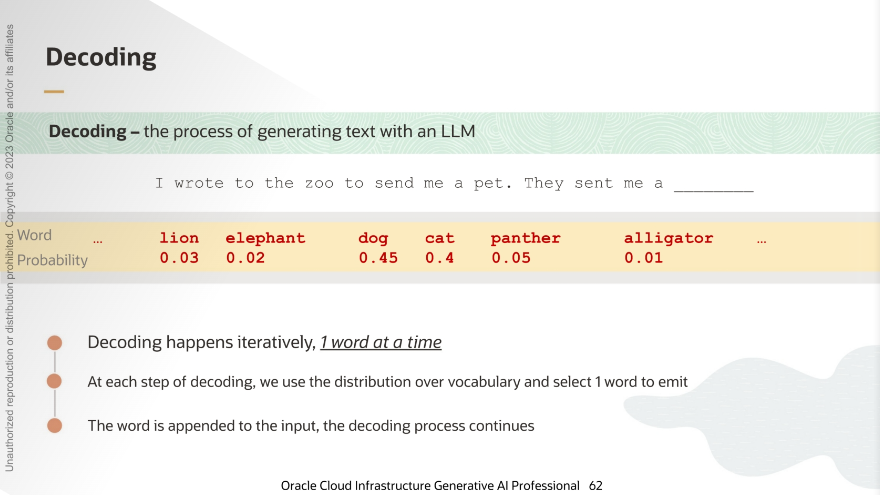 Decoding
Decoding – the process of generating text with an LLM
I wrote to the zoo to send me a pet. They sent me a ________
Word ... lion elephant dog cat panther alligator ...
Probability 0.03 0.02 0.45 0.4 0.05 0.01
Decoding happens iteratively, 1 word at a time
At each step of decoding, we use the distribution over vocabulary and select 1 word to emit
The word is appended to the input, the decoding process continues
Oracle Cloud Infrastructure Generative AI Professional 62
Unauthorized reproduction or distribution prohibited. Copyright © 2023 Oracle and/or its affiliates